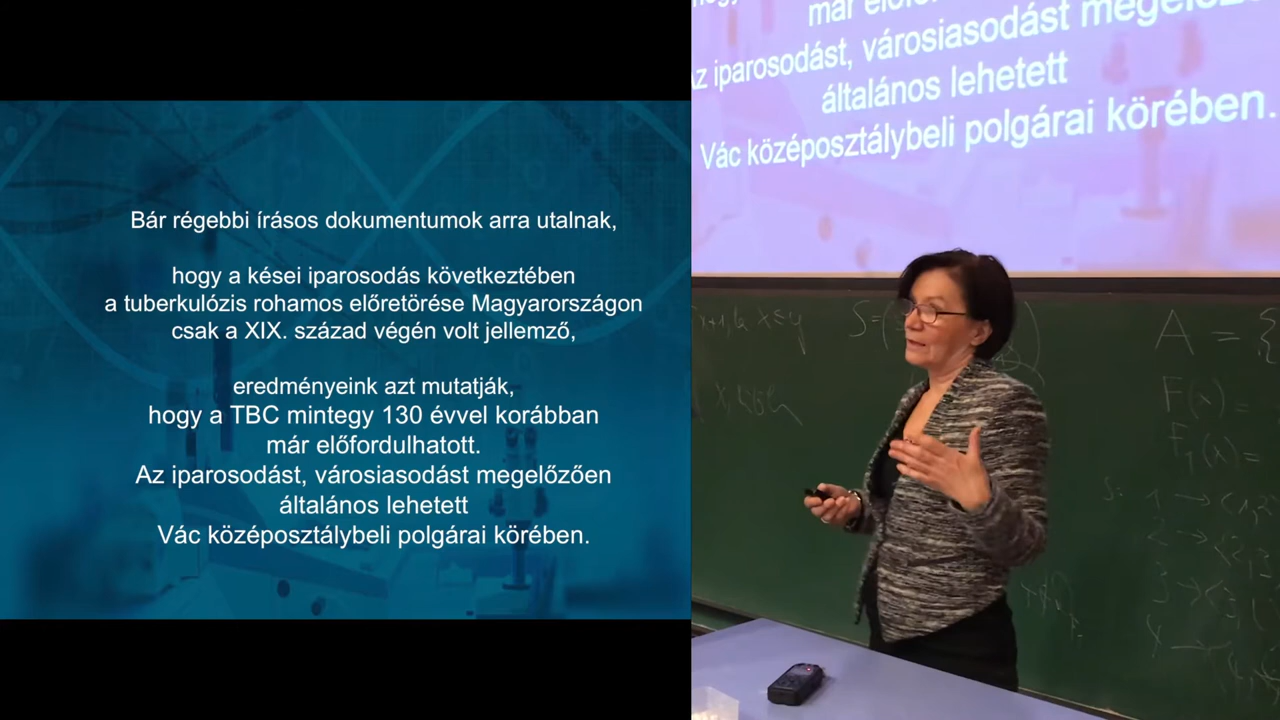 Bár régebbi írásos dokumentumok arra utalnak,
hogy a kései iparosodás következtében
a tuberkulózis rohamos előretörése Magyarországon
csak a XIX. század végén volt jellemző,
eredményeink azt mutatják,
hogy a TBC mintegy 130 évvel korábban
már előfordulhatott.
Az iparosodást, városiasodást megelőzően
általános lehetett
Vác középosztálybeli polgárai körében.
már
iparosodást, városiasodást
általános lehetett
Vác középosztálybeli polgárai körében.
A = {
F(x) =
F₁(x) =